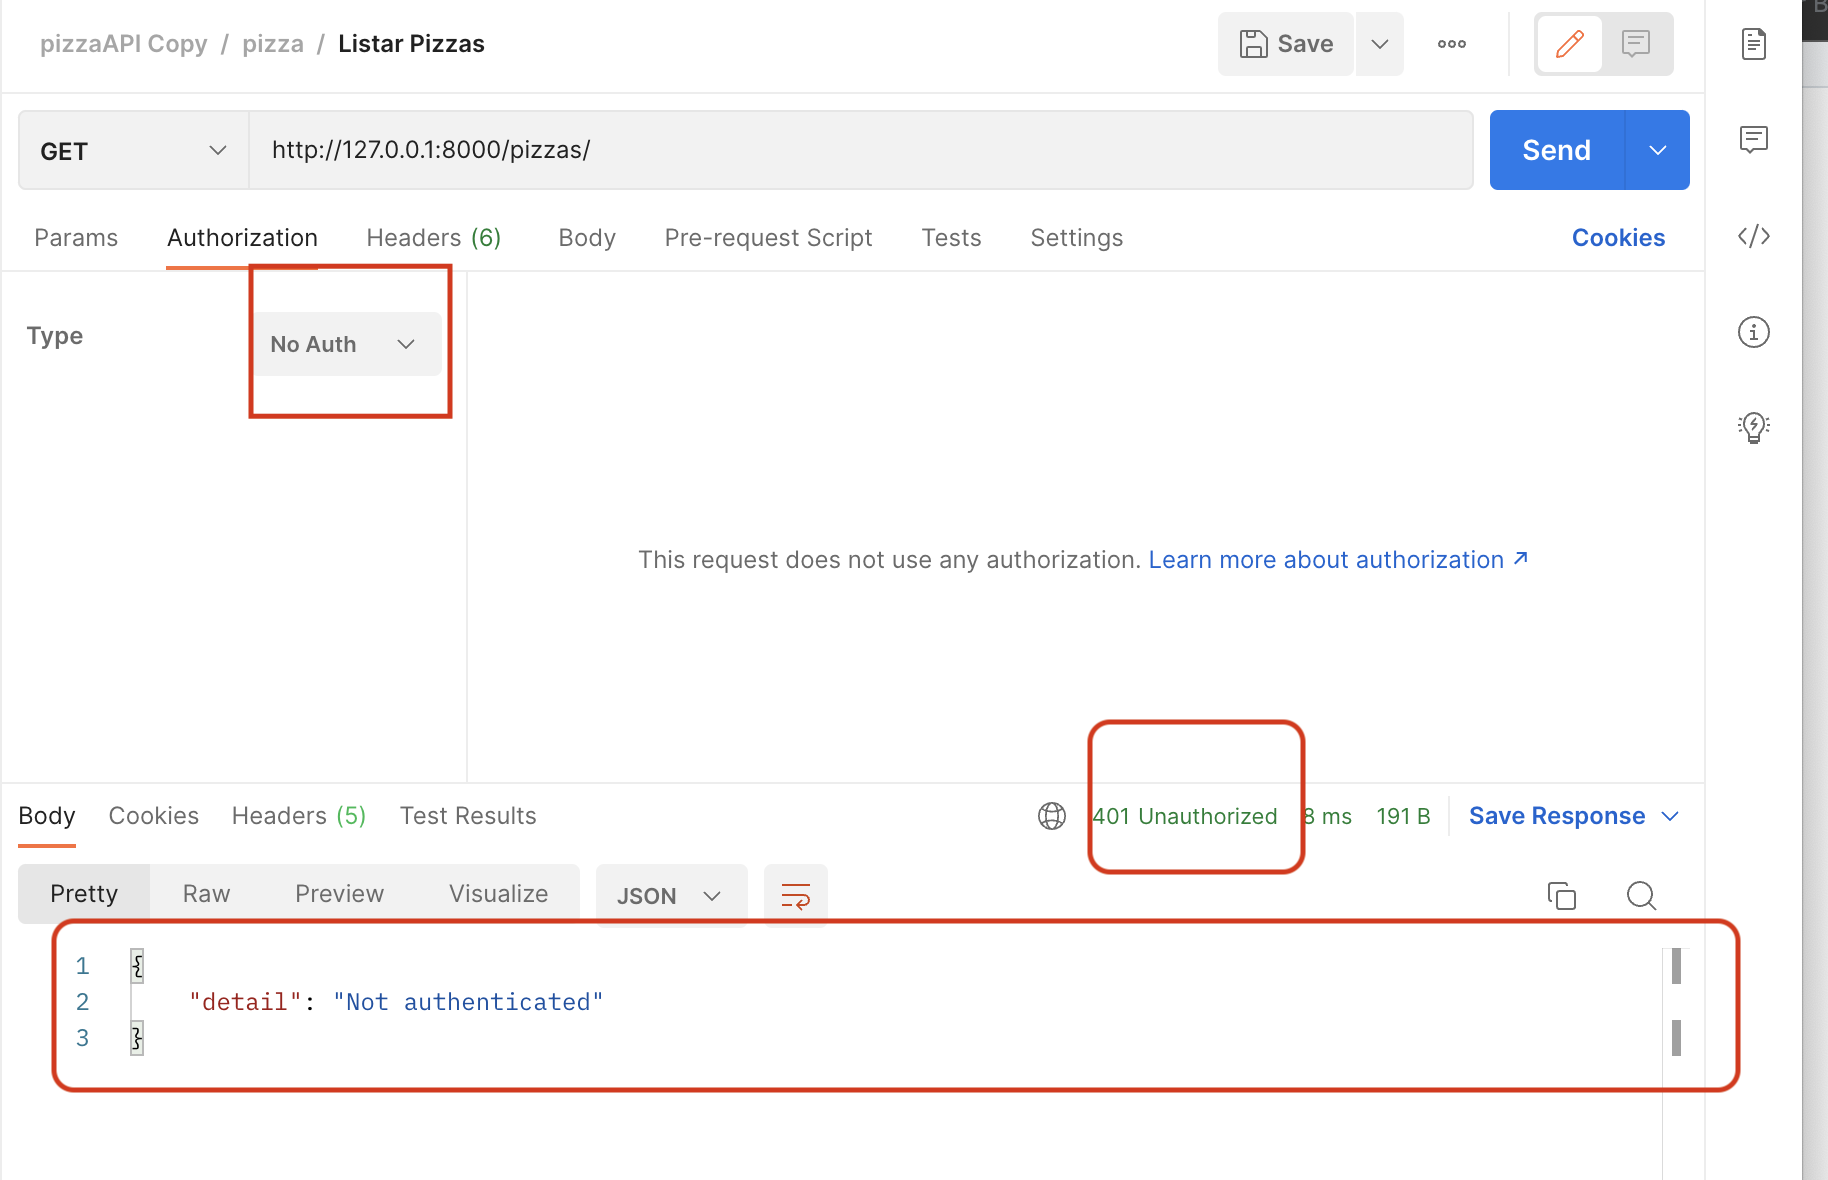 pizzaAPI Copy / pizza / Listar Pizzas
Save
GET
http://127.0.0.1:8000/pizzas/
Send
Params Authorization Headers (6) Body Pre-request Script Tests Settings Cookies
Type
No Auth
This request does not use any authorization. Learn more about authorization ↗
Body Cookies Headers (5) Test Results
401 Unauthorized 8 ms 191 B Save Response
Pretty Raw Preview Visualize JSON
1 {
2 "detail": "Not authenticated"
3 }